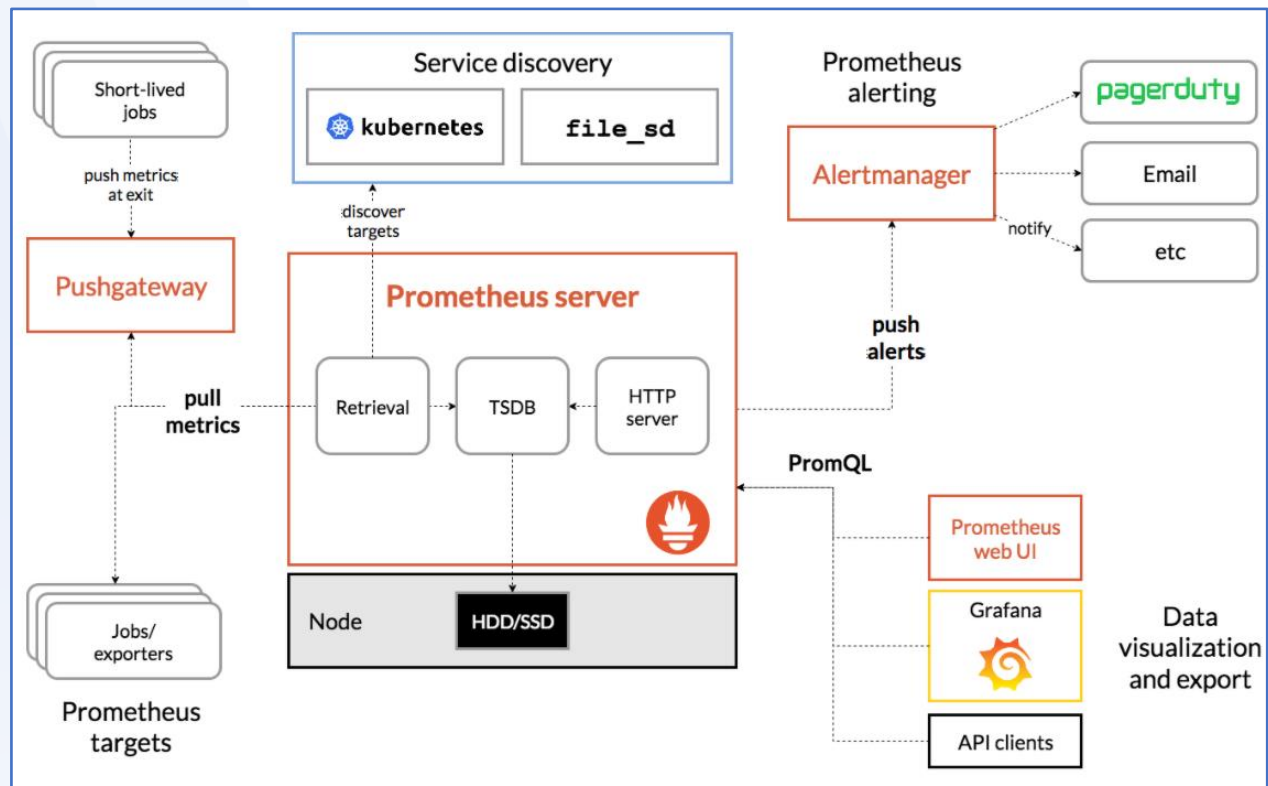 Short-lived
jobs
push metrics
at exit
Pushgateway
Service discovery
kubernetes
file_sd
discover
targets
Prometheus
alerting
Alertmanager
pagerduty
Email
notify
etc
Prometheus server
push
alerts
pull
metrics
Retrieval
TSDB
HTTP
server
PromQL
Node
HDD/SSD
Jobs/
exporters
Prometheus
targets
Prometheus
web UI
Grafana
API clients
Data
visualization
and export